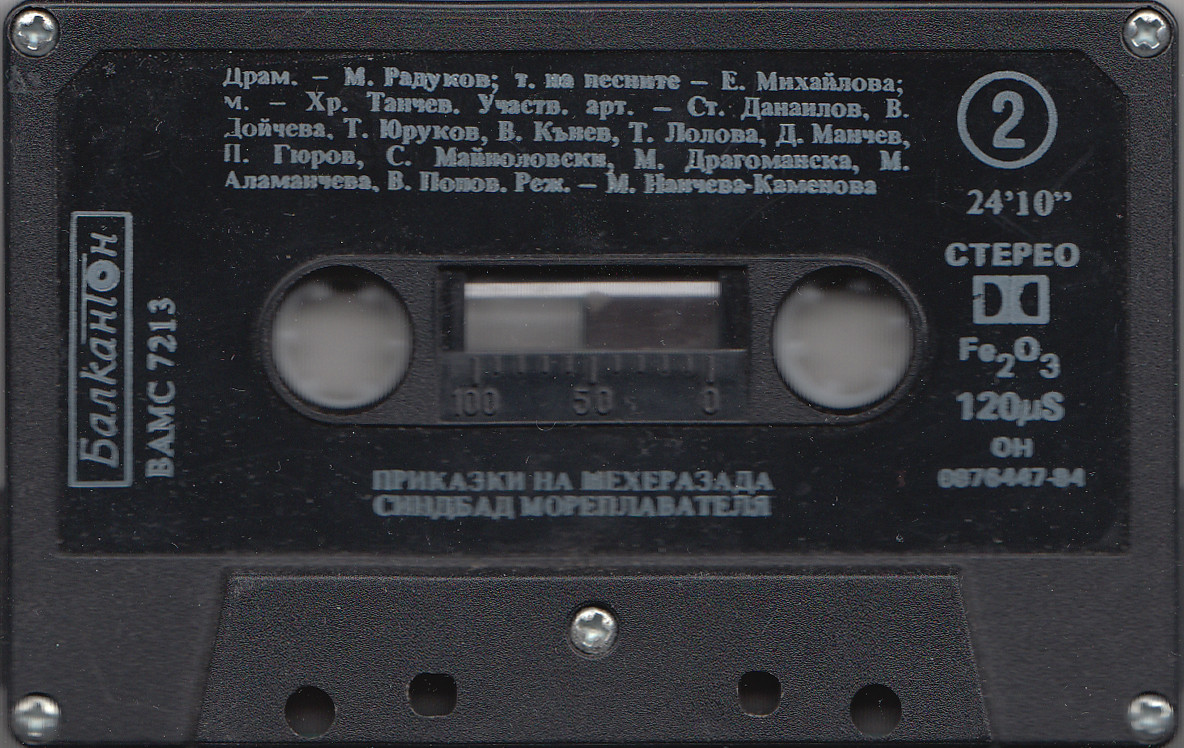 Драм. – М. Радуков; т. на песните – Е. Михайлова;
м. – Хр. Танчев. Участв. арт. – Ст. Данаилов, В.
Дойчева, Т. Юруков, В. Кънев, Т. Лолова, Д. Манчев,
П. Гюров, С. Майноловски, М. Драгоманска, М.
Аламанчева, В. Попов. Реж. – М. Нанчева-Каменова
2
24’10”
СТЕРЕО
Fe2O3
120µS
ОН
0876447-84
Балкантон
ВАМС 7213
100 50 0
ПРИКАЗКИ НА ШЕХЕРАЗАДА
СИНДБАД МОРЕПЛАВАТЕЛЯ